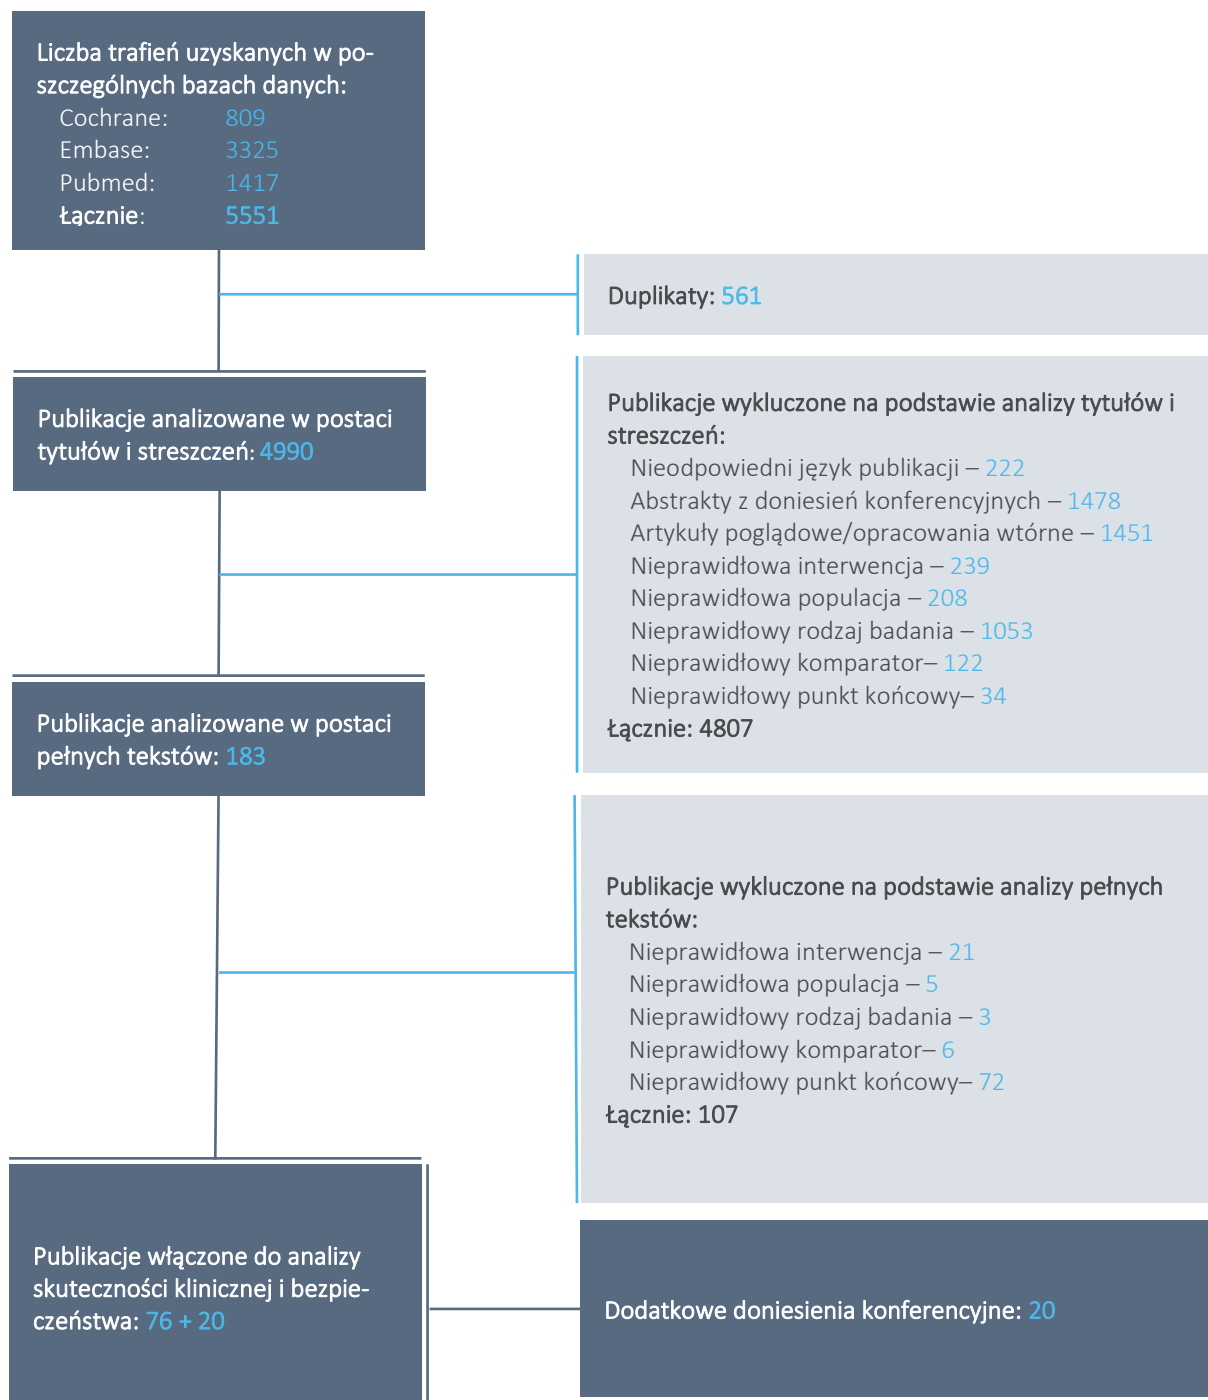 Liczba trafień uzyskanych w po-
szczególnych bazach danych:
Cochrane: 809
Embase: 3325
Pubmed: 1417
Łącznie: 5551
Duplikaty: 561
Publikacje analizowane w postaci
tytułów i streszczeń: 4990
Publikacje wykluczone na podstawie analizy tytułów i
streszczeń:
Nieodpowiedni język publikacji – 222
Abstrakty z doniesień konferencyjnych – 1478
Artykuły poglądowe/opracowania wtórne – 1451
Nieprawidłowa interwencja – 239
Nieprawidłowa populacja – 208
Nieprawidłowy rodzaj badania – 1053
Nieprawidłowy komparator– 122
Nieprawidłowy punkt końcowy– 34
Łącznie: 4807
Publikacje analizowane w postaci
pełnych tekstów: 183
Publikacje wykluczone na podstawie analizy pełnych
tekstów:
Nieprawidłowa interwencja – 21
Nieprawidłowa populacja – 5
Nieprawidłowy rodzaj badania – 3
Nieprawidłowy komparator– 6
Nieprawidłowy punkt końcowy– 72
Łącznie: 107
Publikacje włączone do analizy
skuteczności klinicznej i bezpie-
czeństwa: 76 + 20
Dodatkowe doniesienia konferencyjne: 20